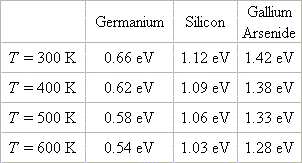 Germanium Silicon Gallium Arsenide
T = 300 K 0.66 eV 1.12 eV 1.42 eV
T = 400 K 0.62 eV 1.09 eV 1.38 eV
T = 500 K 0.58 eV 1.06 eV 1.33 eV
T = 600 K 0.54 eV 1.03 eV 1.28 eV